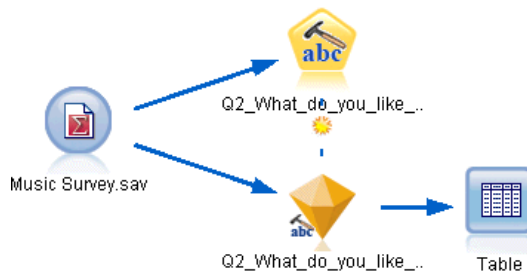 abc
Q2_What_do_you_like_..
Music Survey.sav
abc
Q2_What_do_you_like_..
Table